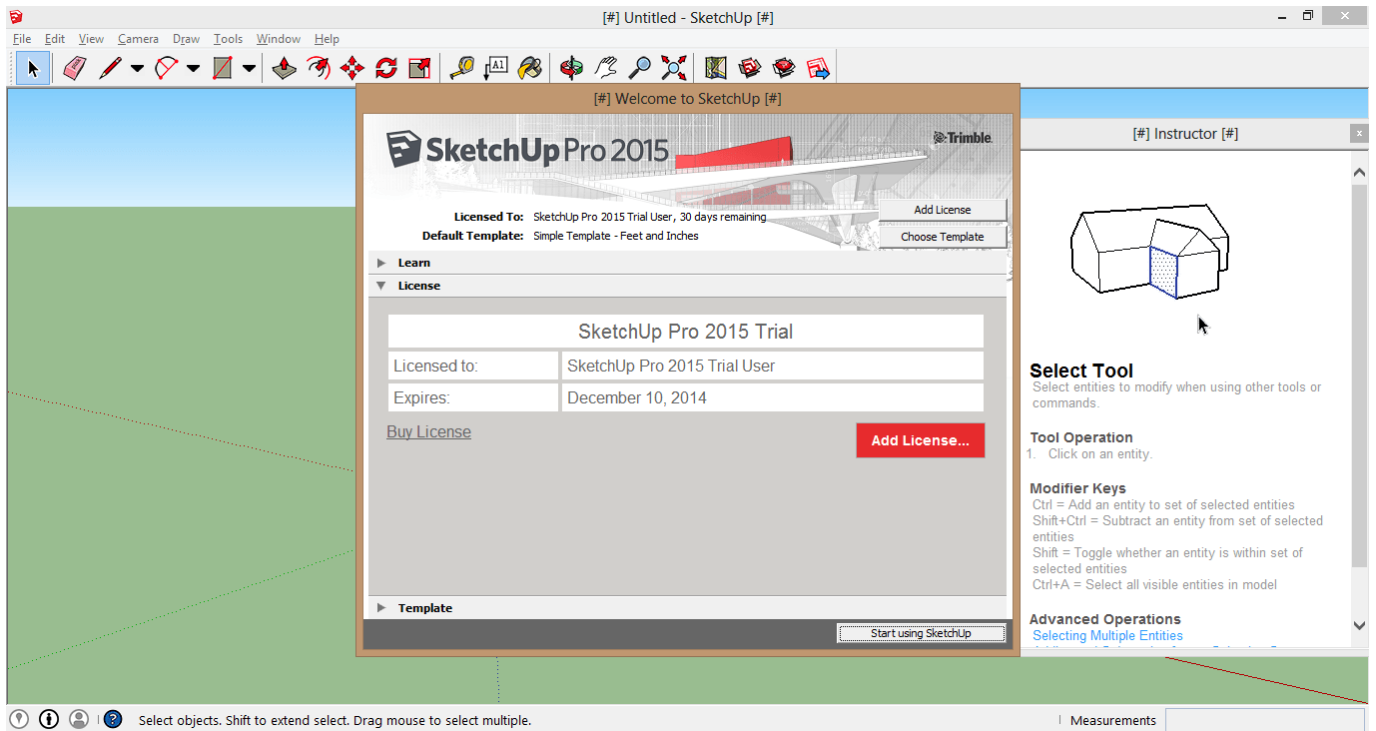 [#] Untitled - SketchUp [#]
File Edit View Camera Draw Tools Window Help
A1
[#] Welcome to SketchUp [#]
SketchUp Pro 2015
Trimble.
Licensed To: SketchUp Pro 2015 Trial User, 30 days remaining
Add License
Default Template: Simple Template - Feet and Inches
Choose Template
Learn
License
SketchUp Pro 2015 Trial
Licensed to: SketchUp Pro 2015 Trial User
Expires: December 10, 2014
Buy License
Add License...
Template
Start using SketchUp
[#] Instructor [#]
Select Tool
Select entities to modify when using other tools or
commands.
Tool Operation
1. Click on an entity.
Modifier Keys
Ctrl = Add an entity to set of selected entities
Shift+Ctrl = Subtract an entity from set of selected
entities
Shift = Toggle whether an entity is within set of
selected entities
Ctrl+A = Select all visible entities in model
Advanced Operations
Selecting Multiple Entities
Select objects. Shift to extend select. Drag mouse to select multiple.
Measurements